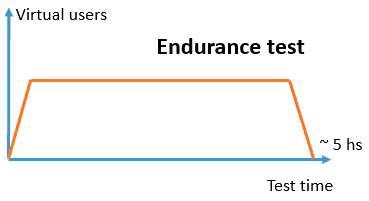 Virtual users
Endurance test
~ 5 hs
Test time